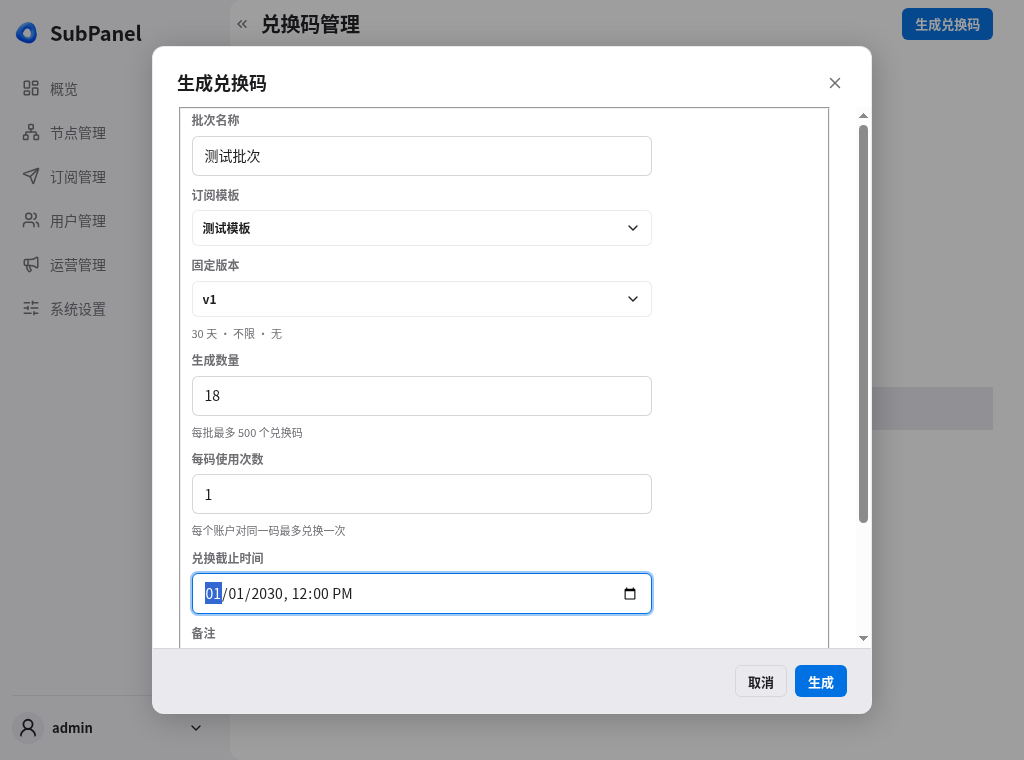 SubPanel
«
兑换码管理
生成兑换码
概览
节点管理
订阅管理
用户管理
运营管理
系统设置
admin
生成兑换码
批次名称
测试批次
订阅模板
测试模板
固定版本
v1
30 天 · 不限 · 无
生成数量
18
每批最多 500 个兑换码
每码使用次数
1
每个账户对同一码最多兑换一次
兑换截止时间
01/01/2030, 12:00 PM
备注
取消
生成